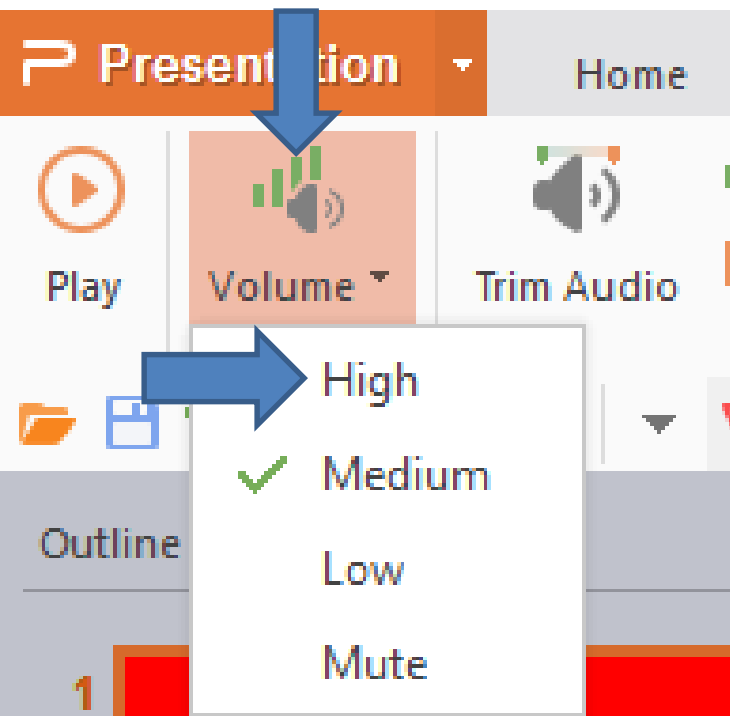 Presentation Home
Play Volume Trim Audio
High
Medium
Outline
Low
Mute
1